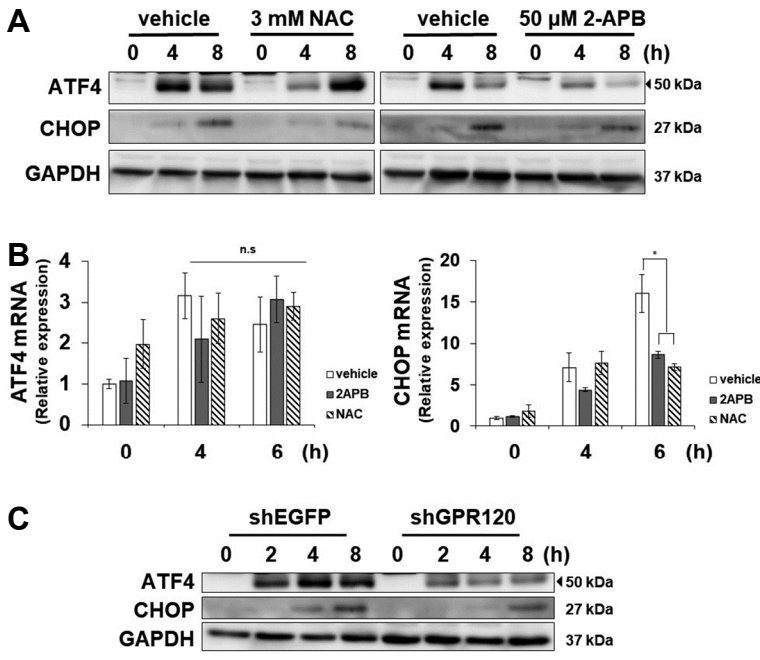 A
vehicle 3 mM NAC vehicle 50 µM 2-APB
0 4 8 0 4 8 0 4 8 0 4 8 (h)
ATF4 50 kDa
CHOP 27 kDa
GAPDH 37 kDa
B
ATF4 mRNA
(Relative expression)
4
3
2
1
0
n.s
vehicle
2APB
NAC
0 4 6 (h)
CHOP mRNA
(Relative expression)
20
15
10
5
0
*
vehicle
2APB
NAC
0 4 6 (h)
C
shEGFP shGPR120
0 2 4 8 0 2 4 8 (h)
ATF4 50 kDa
CHOP 27 kDa
GAPDH 37 kDa